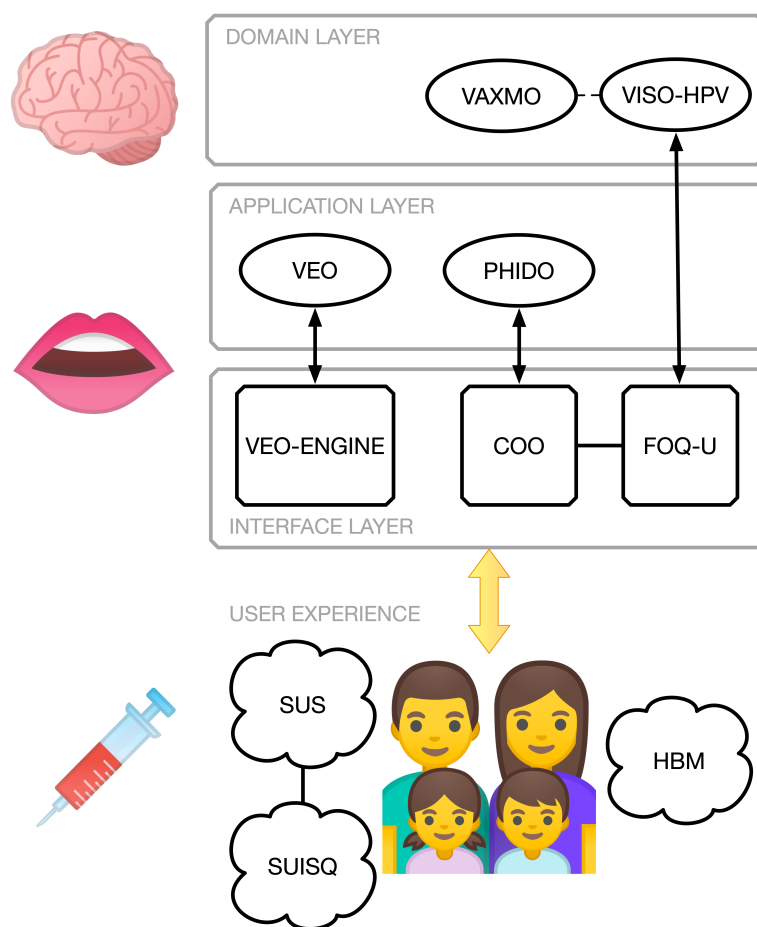 DOMAIN LAYER
VAXMO
VISO-HPV
APPLICATION LAYER
VEO
PHIDO
VEO-ENGINE
COO
FOQ-U
INTERFACE LAYER
USER EXPERIENCE
SUS
HBM
SUISQ